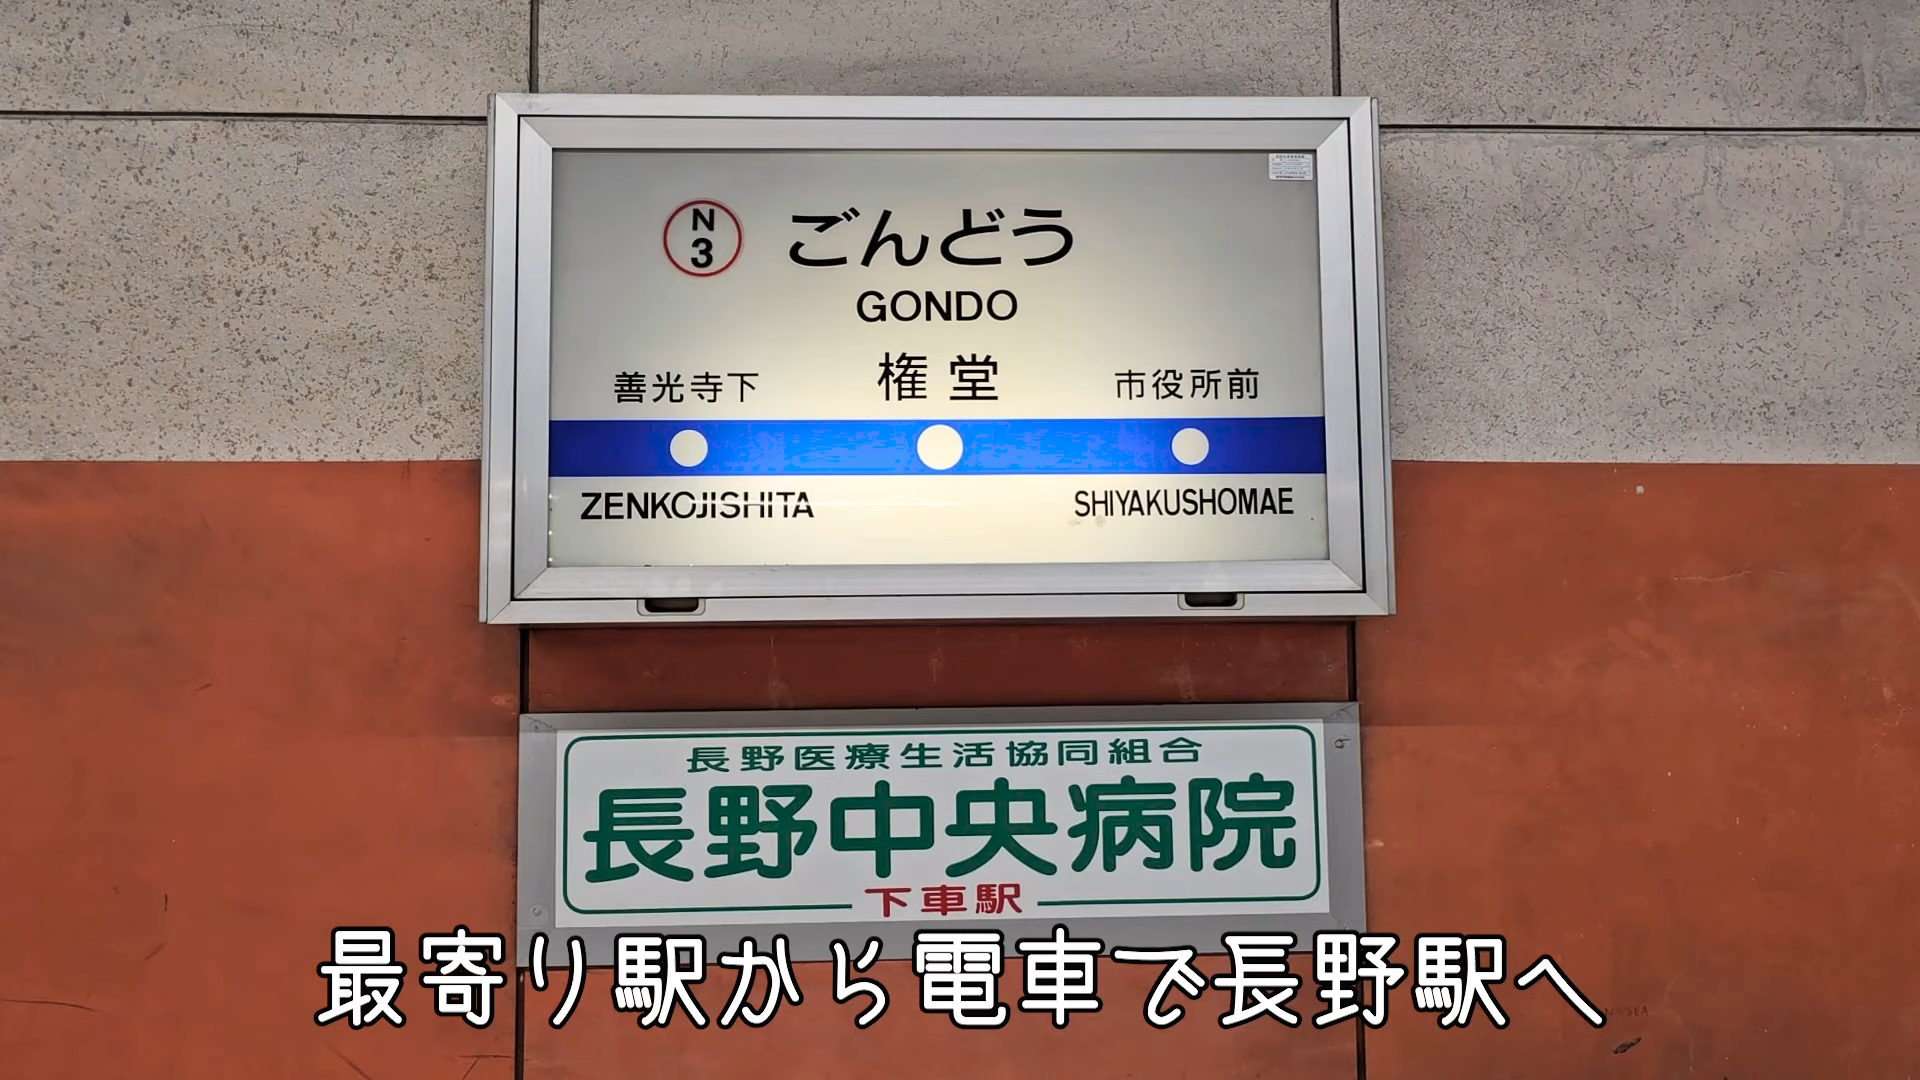 N
3
ごんどう
GONDO
権堂
善光寺下
市役所前
ZENKOJISHITA
SHIYAKUSHOMAE
長野医療生活協同組合
長野中央病院
下車駅
最寄り駅から電車で長野駅へ